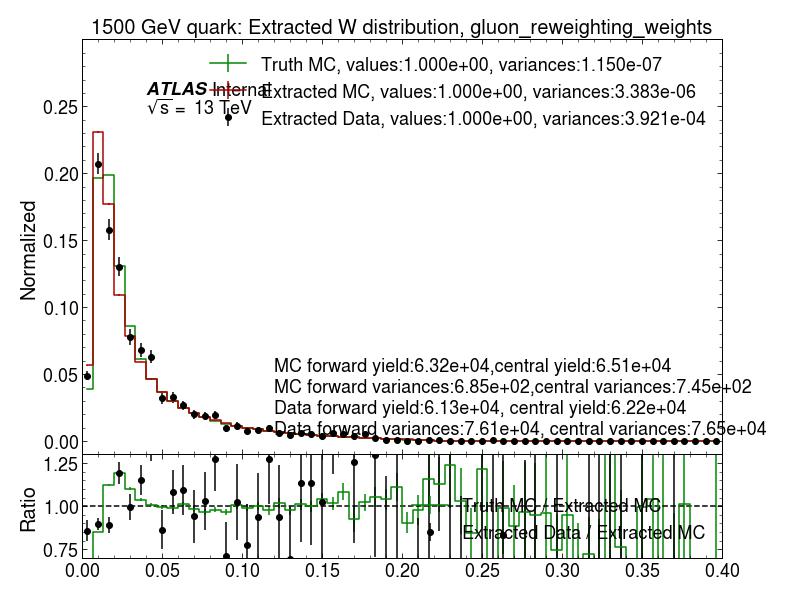 1500 GeV quark: Extracted W distribution, gluon_reweighting_weights
Truth MC, values:1.000e+00, variances:1.150e-07
ATLAS Internal
Extracted MC, values:1.000e+00, variances:3.383e-06
√s = 13 TeV
Extracted Data, values:1.000e+00, variances:3.921e-04
Normalized
0.25
0.20
0.15
0.10
0.05
0.00
MC forward yield:6.32e+04,central yield:6.51e+04
MC forward variances:6.85e+02,central variances:7.45e+02
Data forward yield:6.13e+04, central yield:6.22e+04
Data forward variances:7.61e+04, central variances:7.65e+04
Ratio
1.25
1.00
0.75
Truth MC / Extracted MC
Extracted Data / Extracted MC
0.00 0.05 0.10 0.15 0.20 0.25 0.30 0.35 0.40